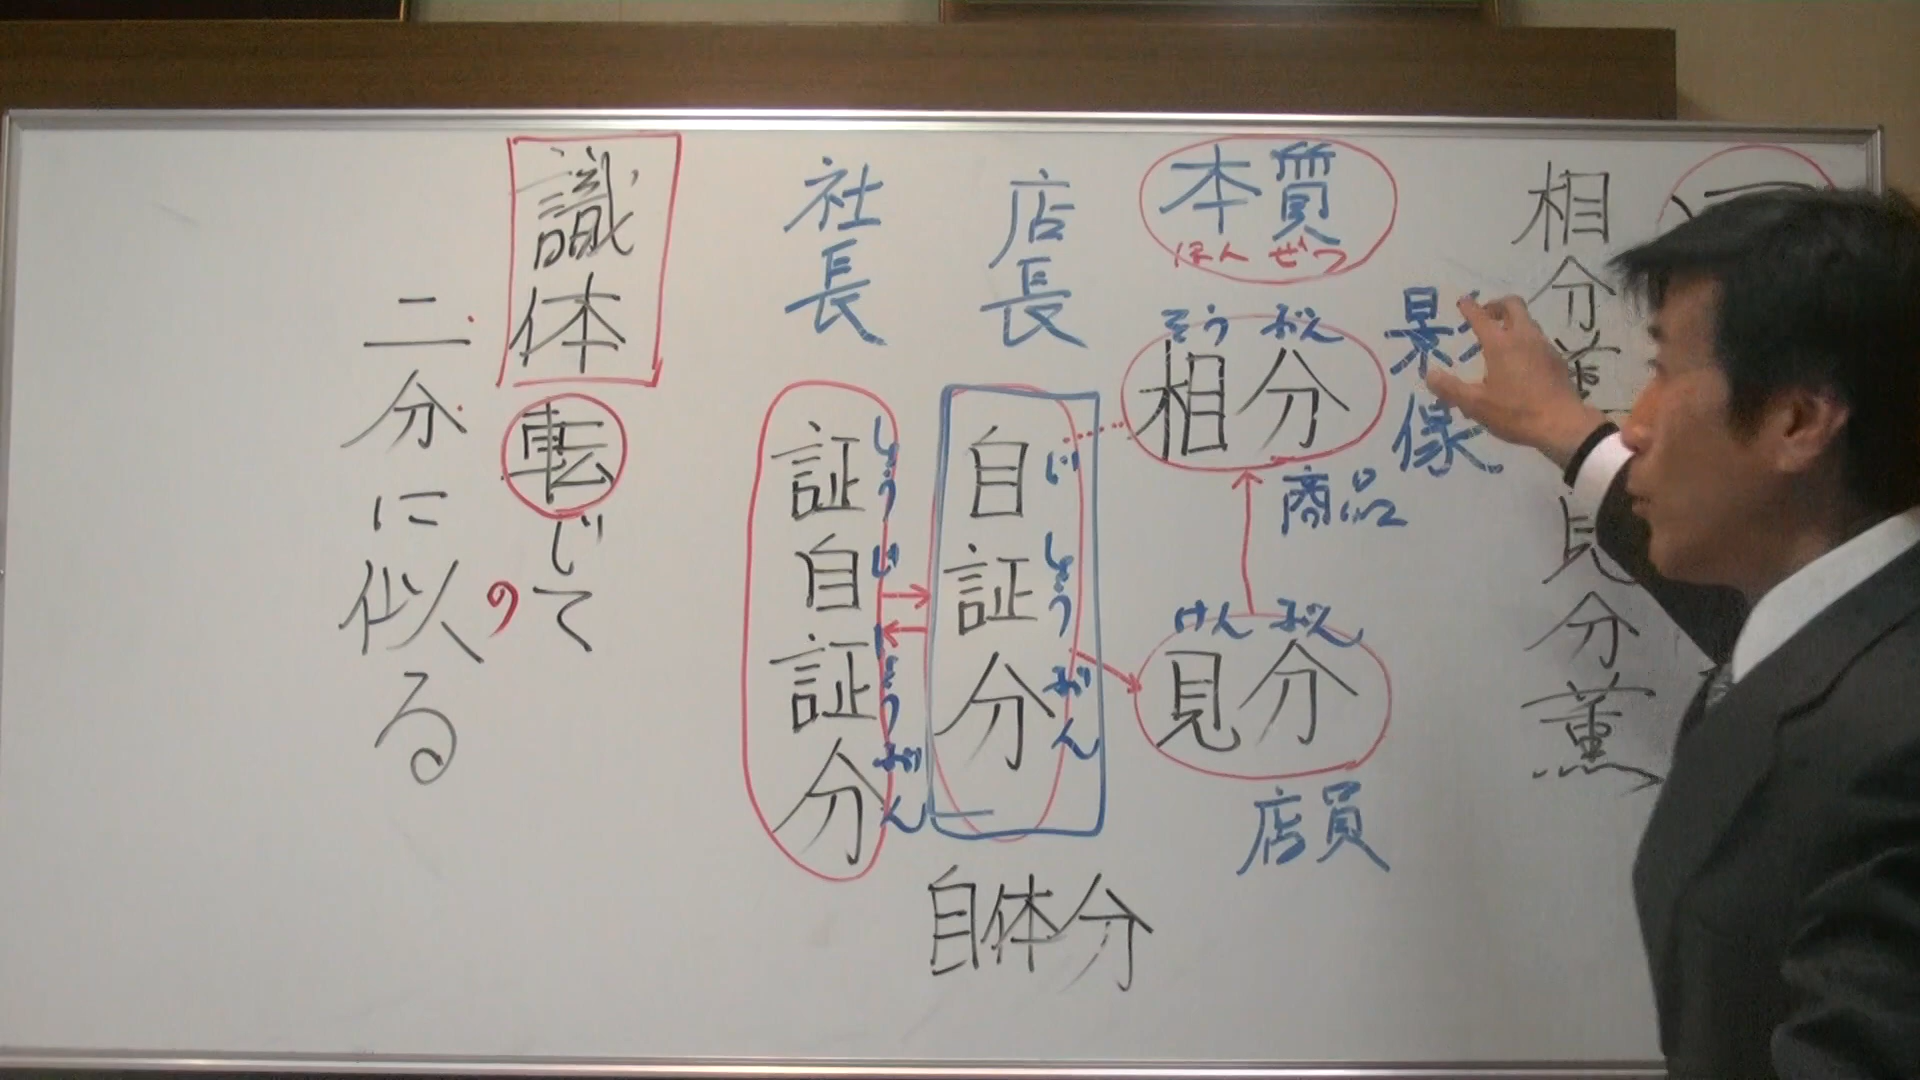 相分薫
見分薫
影像
本質
ほんぜつ
そうぶん
相分
商品
けんぶん
見分
店員
店長
自証分
じしょうぶん
自体分
社長
証自証分
しょうじしょうぶん
識体
転じて
二分に似る
の